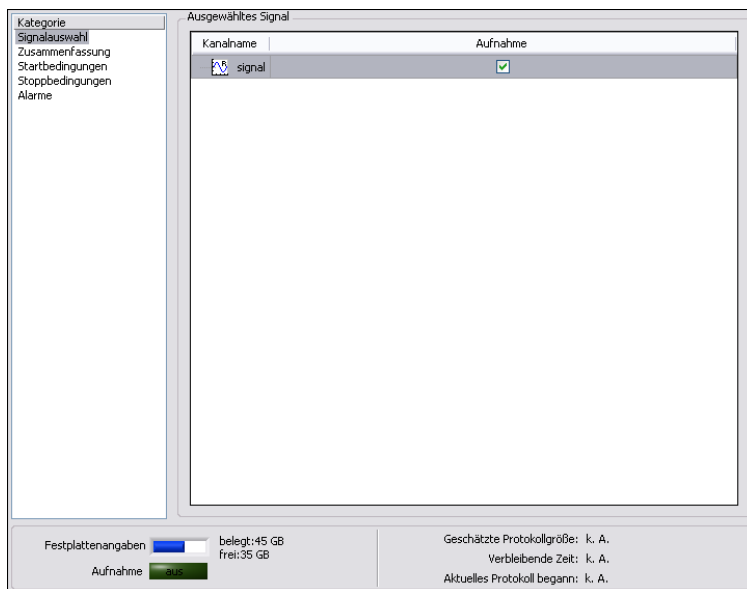 Kategorie
Signalauswahl
Zusammenfassung
Startbedingungen
Stoppbedingungen
Alarme
Ausgewähltes Signal
Kanalname Aufnahme
signal
Festplattenangaben
belegt:45 GB
frei:35 GB
Aufnahme aus
Geschätzte Protokollgröße: k. A.
Verbleibende Zeit: k. A.
Aktuelles Protokoll begann: k. A.